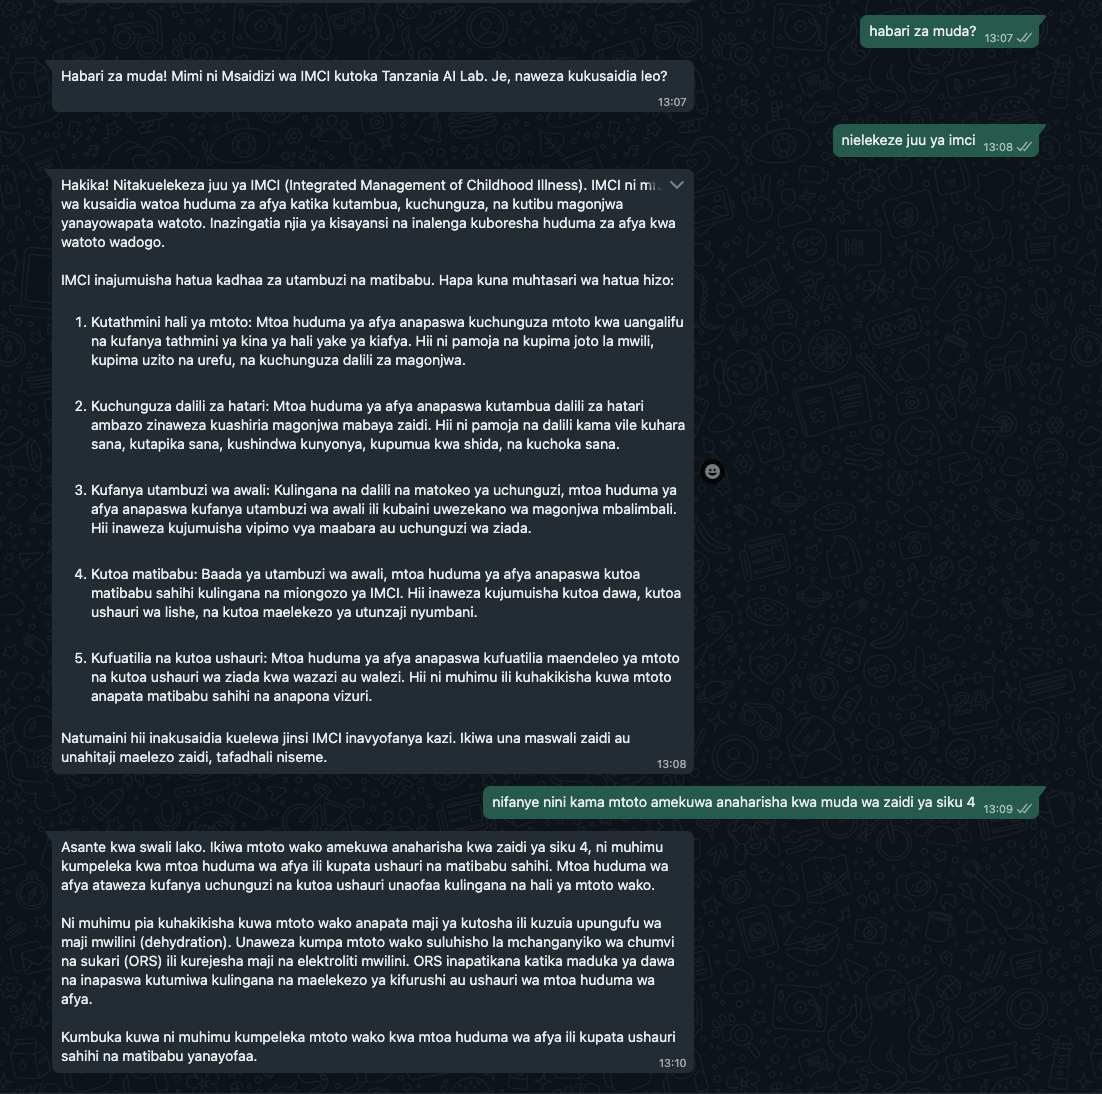 habari za muda? 13:07
Habari za muda! Mimi ni Msaidizi wa IMCI kutoka Tanzania AI Lab. Je, naweza kukusaidia leo?
13:07
nielekeze juu ya imci 13:08
Hakika! Nitakuelekeza juu ya IMCI (Integrated Management of Childhood Illness). IMCI ni
wa kusaidia watoa huduma za afya katika kutambua, kuchunguza, na kutibu magonjwa
yanayowapata watoto. Inazingatia njia ya kisayansi na inalenga kuboresha huduma za afya kwa
watoto wadogo.
IMCI inajumuisha hatua kadhaa za utambuzi na matibabu. Hapa kuna muhtasari wa hatua hizo:
1. Kutathmini hali ya mtoto: Mtoa huduma ya afya anapaswa kuchunguza mtoto kwa uangalifu
na kufanya tathmini ya kina ya hali yake ya kiafya. Hii ni pamoja na kupima joto la mwili,
kupima uzito na urefu, na kuchunguza dalili za magonjwa.
2. Kuchunguza dalili za hatari: Mtoa huduma ya afya anapaswa kutambua dalili za hatari
ambazo zinaweza kuashiria magonjwa mabaya zaidi. Hii ni pamoja na dalili kama vile kuhara
sana, kutapika sana, kushindwa kunyonya, kupumua kwa shida, na kuchoka sana.
3. Kufanya utambuzi wa awali: Kulingana na dalili na matokeo ya uchunguzi, mtoa huduma ya
afya anapaswa kufanya utambuzi wa awali ili kubaini uwezekano wa magonjwa mbalimbali.
Hii inaweza kujumuisha vipimo vya maabara au uchunguzi wa ziada.
4. Kutoa matibabu: Baada ya utambuzi wa awali, mtoa huduma ya afya anapaswa kutoa
matibabu sahihi kulingana na miongozo ya IMCI. Hii inaweza kujumuisha kutoa dawa, kutoa
ushauri wa lishe, na kutoa maelekezo ya utunzaji nyumbani.
5. Kufuatilia na kutoa ushauri: Mtoa huduma ya afya anapaswa kufuatilia maendeleo ya mtoto
na kutoa ushauri wa ziada kwa wazazi au walezi. Hii ni muhimu ili kuhakikisha kuwa mtoto
anapata matibabu sahihi na anapona vizuri.
Natumaini hii inakusaidia kuelewa jinsi IMCI inavyofanya kazi. Ikiwa una maswali zaidi au
unahitaji maelezo zaidi, tafadhali niseme.
13:08
nifanye nini kama mtoto amekuwa anaharisha kwa muda wa zaidi ya siku 4 13:09
Asante kwa swali lako. Ikiwa mtoto wako amekuwa anaharisha kwa zaidi ya siku 4, ni muhimu
kumpeleka kwa mtoa huduma wa afya ili kupata ushauri na matibabu sahihi. Mtoa huduma wa
afya ataweza kufanya uchunguzi na kutoa ushauri unaofaa kulingana na hali ya mtoto wako.
Ni muhimu pia kuhakikisha kuwa mtoto wako anapata maji ya kutosha ili kuzuia upungufu wa
maji mwilini (dehydration). Unaweza kumpa mtoto wako suluhisho la mchanganyiko wa chumvi
na sukari (ORS) ili kurejesha maji na elektroliti mwilini. ORS inapatikana katika maduka ya dawa
na inapaswa kutumiwa kulingana na maelekezo ya kifurushi au ushauri wa mtoa huduma wa
afya.
Kumbuka kuwa ni muhimu kumpeleka mtoto wako kwa mtoa huduma wa afya ili kupata ushauri
sahihi na matibabu yanayofaa.
13:10